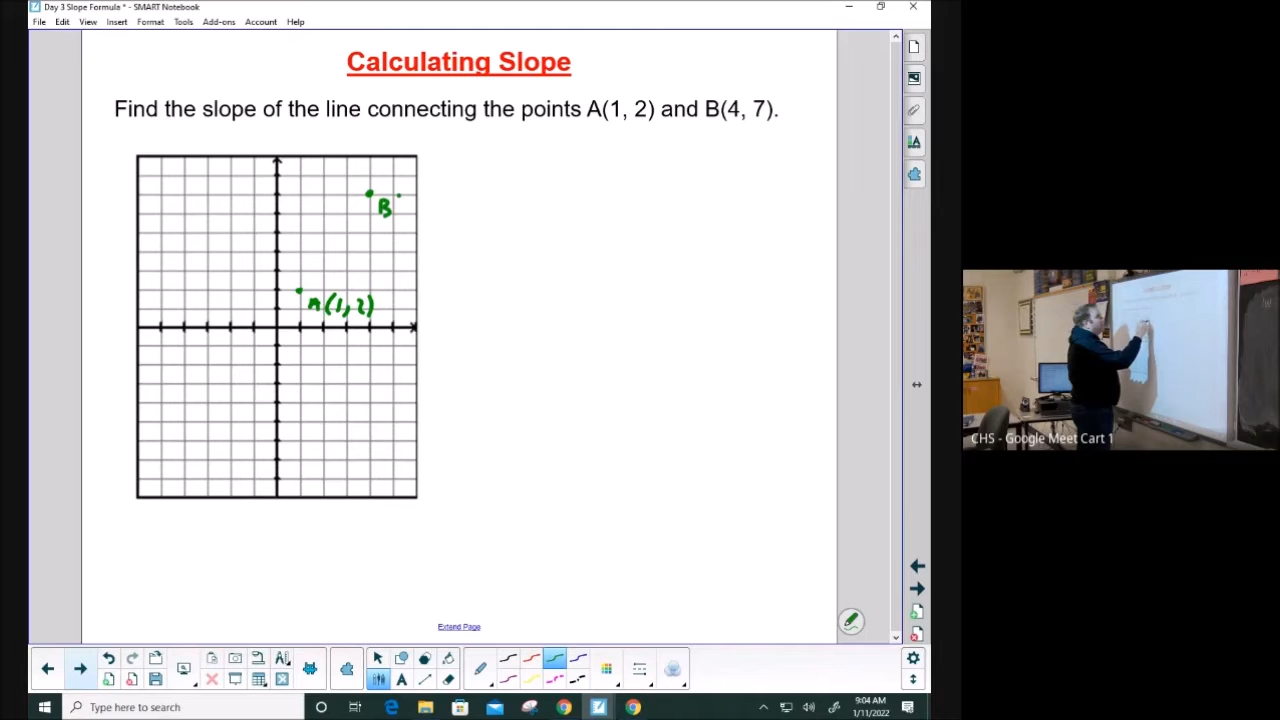 Day 3 Slope Formula * - SMART Notebook
File Edit View Insert Format Tools Add-ons Account Help
Calculating Slope
Find the slope of the line connecting the points A(1, 2) and B(4, 7).
B
A(1,2)
CHS - Google Meet Cart 1
Extend Page
Type here to search
9:04 AM
1/11/2022